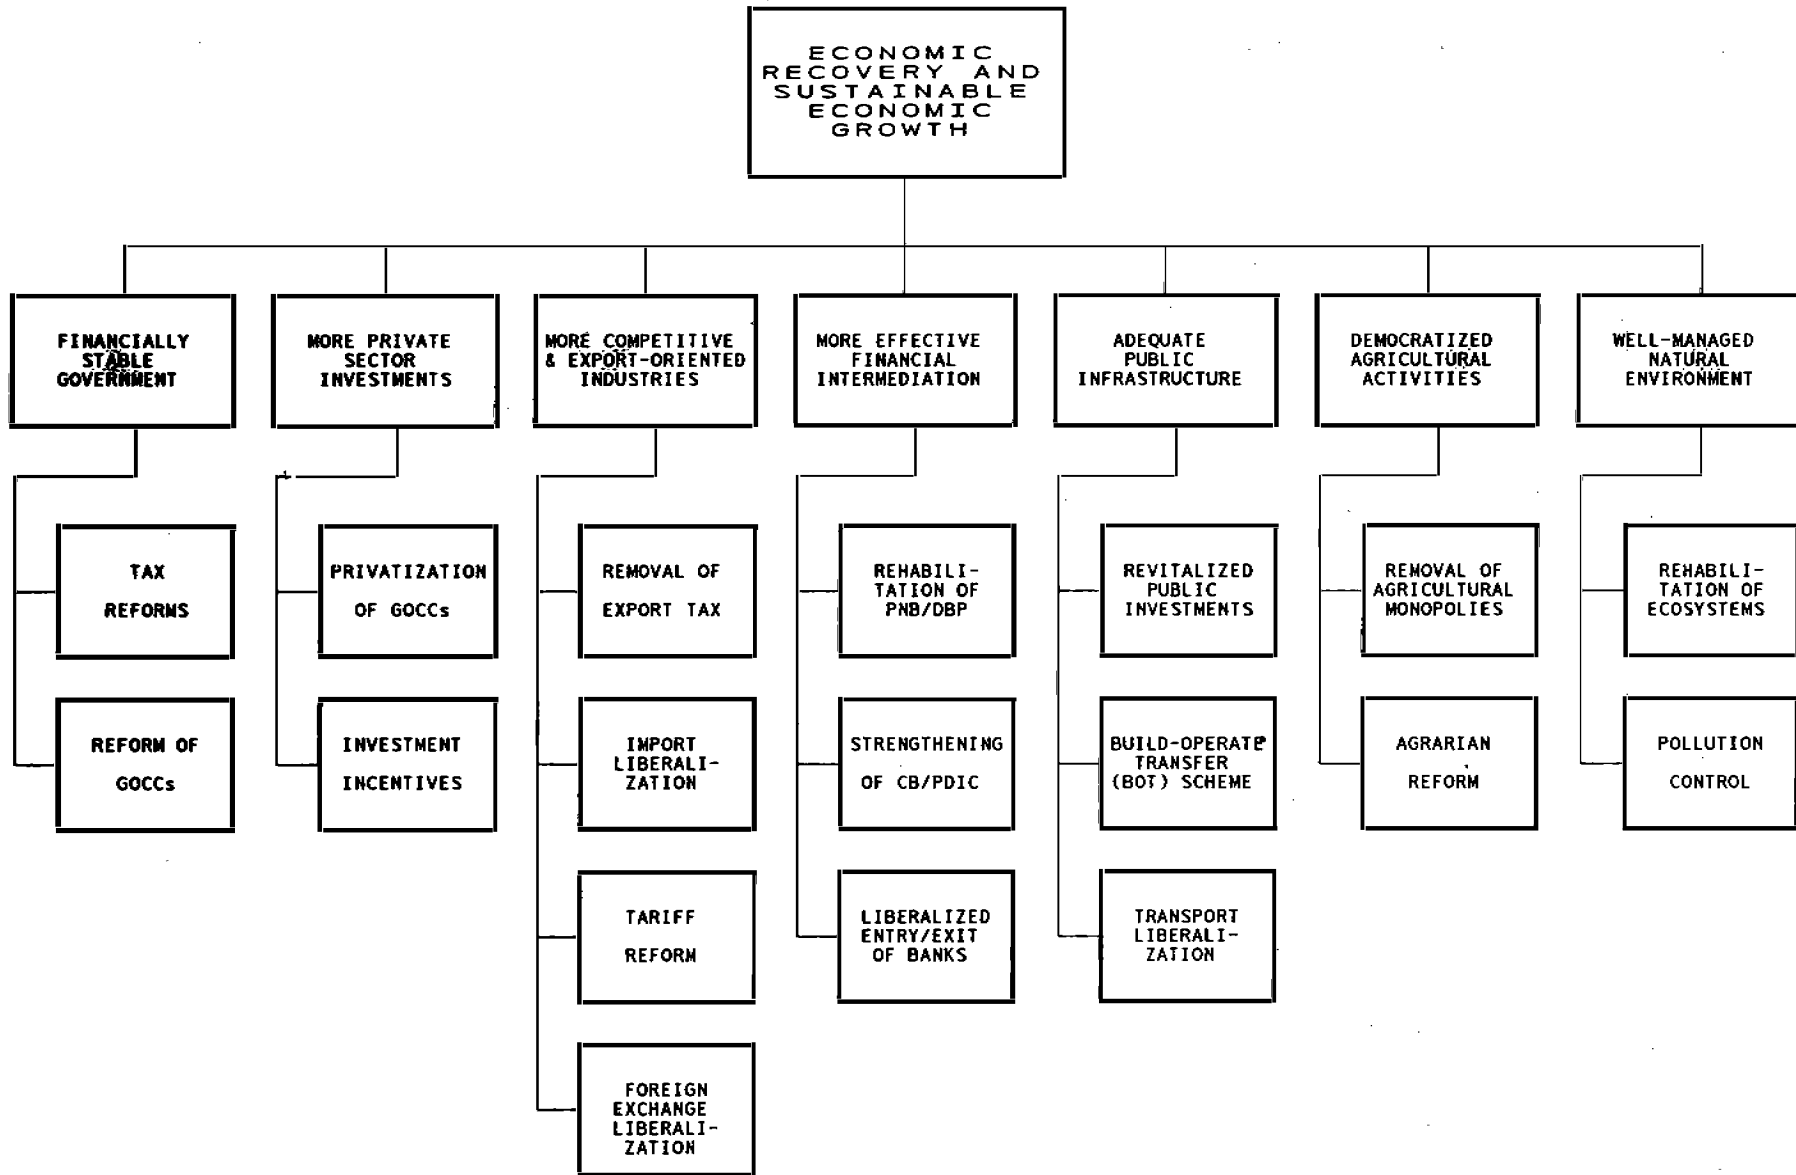 ECONOMIC
RECOVERY AND
SUSTAINABLE
ECONOMIC
GROWTH
FINANCIALLY
STABLE
GOVERNMENT
MORE PRIVATE
SECTOR
INVESTMENTS
MORE COMPETITIVE
& EXPORT-ORIENTED
INDUSTRIES
MORE EFFECTIVE
FINANCIAL
INTERMEDIATION
ADEQUATE
PUBLIC
INFRASTRUCTURE
DEMOCRATIZED
AGRICULTURAL
ACTIVITIES
WELL-MANAGED
NATURAL
ENVIRONMENT
TAX
REFORMS
PRIVATIZATION
OF GOCCs
REMOVAL OF
EXPORT TAX
REHABILI-
TATION OF
PNB/DBP
REVITALIZED
PUBLIC
INVESTMENTS
REMOVAL OF
AGRICULTURAL
MONOPOLIES
REHABILI-
TATION OF
ECOSYSTEMS
REFORM OF
GOCCs
INVESTMENT
INCENTIVES
IMPORT
LIBERALI-
ZATION
STRENGTHENING
OF CB/PDIC
BUILD-OPERATE
TRANSFER
(BOT) SCHEME
AGRARIAN
REFORM
POLLUTION
CONTROL
TARIFF
REFORM
LIBERALIZED
ENTRY/EXIT
OF BANKS
TRANSPORT
LIBERALI-
ZATION
FOREIGN
EXCHANGE
LIBERALI-
ZATION